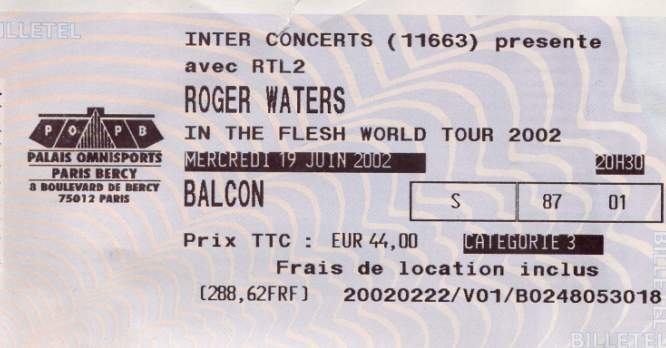 BILLETEL
INTER CONCERTS (11663) presente
avec RTL2
ROGER WATERS
IN THE FLESH WORLD TOUR 2002
MERCREDI 19 JUIN 2002 20H30
BALCON S 87 01
Prix TTC : EUR 44,00 CATEGORIE 3
Frais de location inclus
(288,62FRF) 20020222/V01/B0248053018
P O P B
PALAIS OMNISPORTS
PARIS BERCY
8 BOULEVARD DE BERCY
75012 PARIS
BILLETEL
BILLETEL